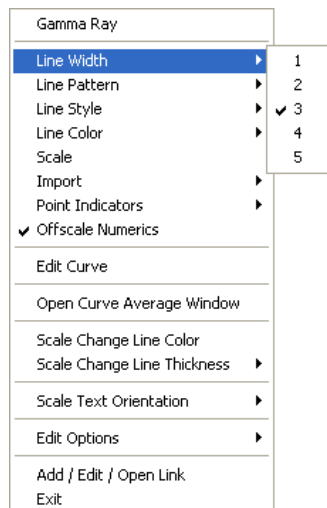 Gamma Ray
Line Width
Line Pattern
Line Style
Line Color
Scale
Import
Point Indicators
Offscale Numerics
Edit Curve
Open Curve Average Window
Scale Change Line Color
Scale Change Line Thickness
Scale Text Orientation
Edit Options
Add / Edit / Open Link
Exit
1
2
3
4
5